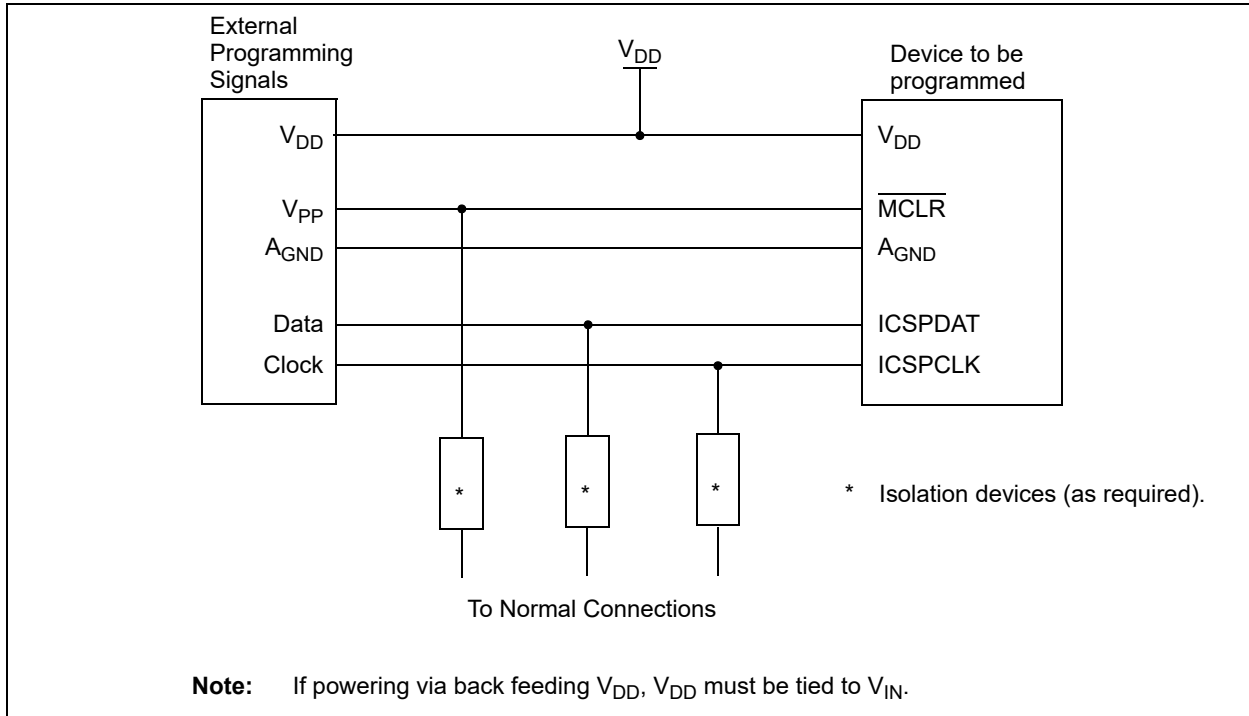 External
Programming
Signals
VDD
Device to be
programmed
VDD
VDD
VPP
MCLR
AGND
AGND
Data
ICSPDAT
Clock
ICSPCLK
*
*
*
* Isolation devices (as required).
To Normal Connections
Note: If powering via back feeding VDD, VDD must be tied to VIN.